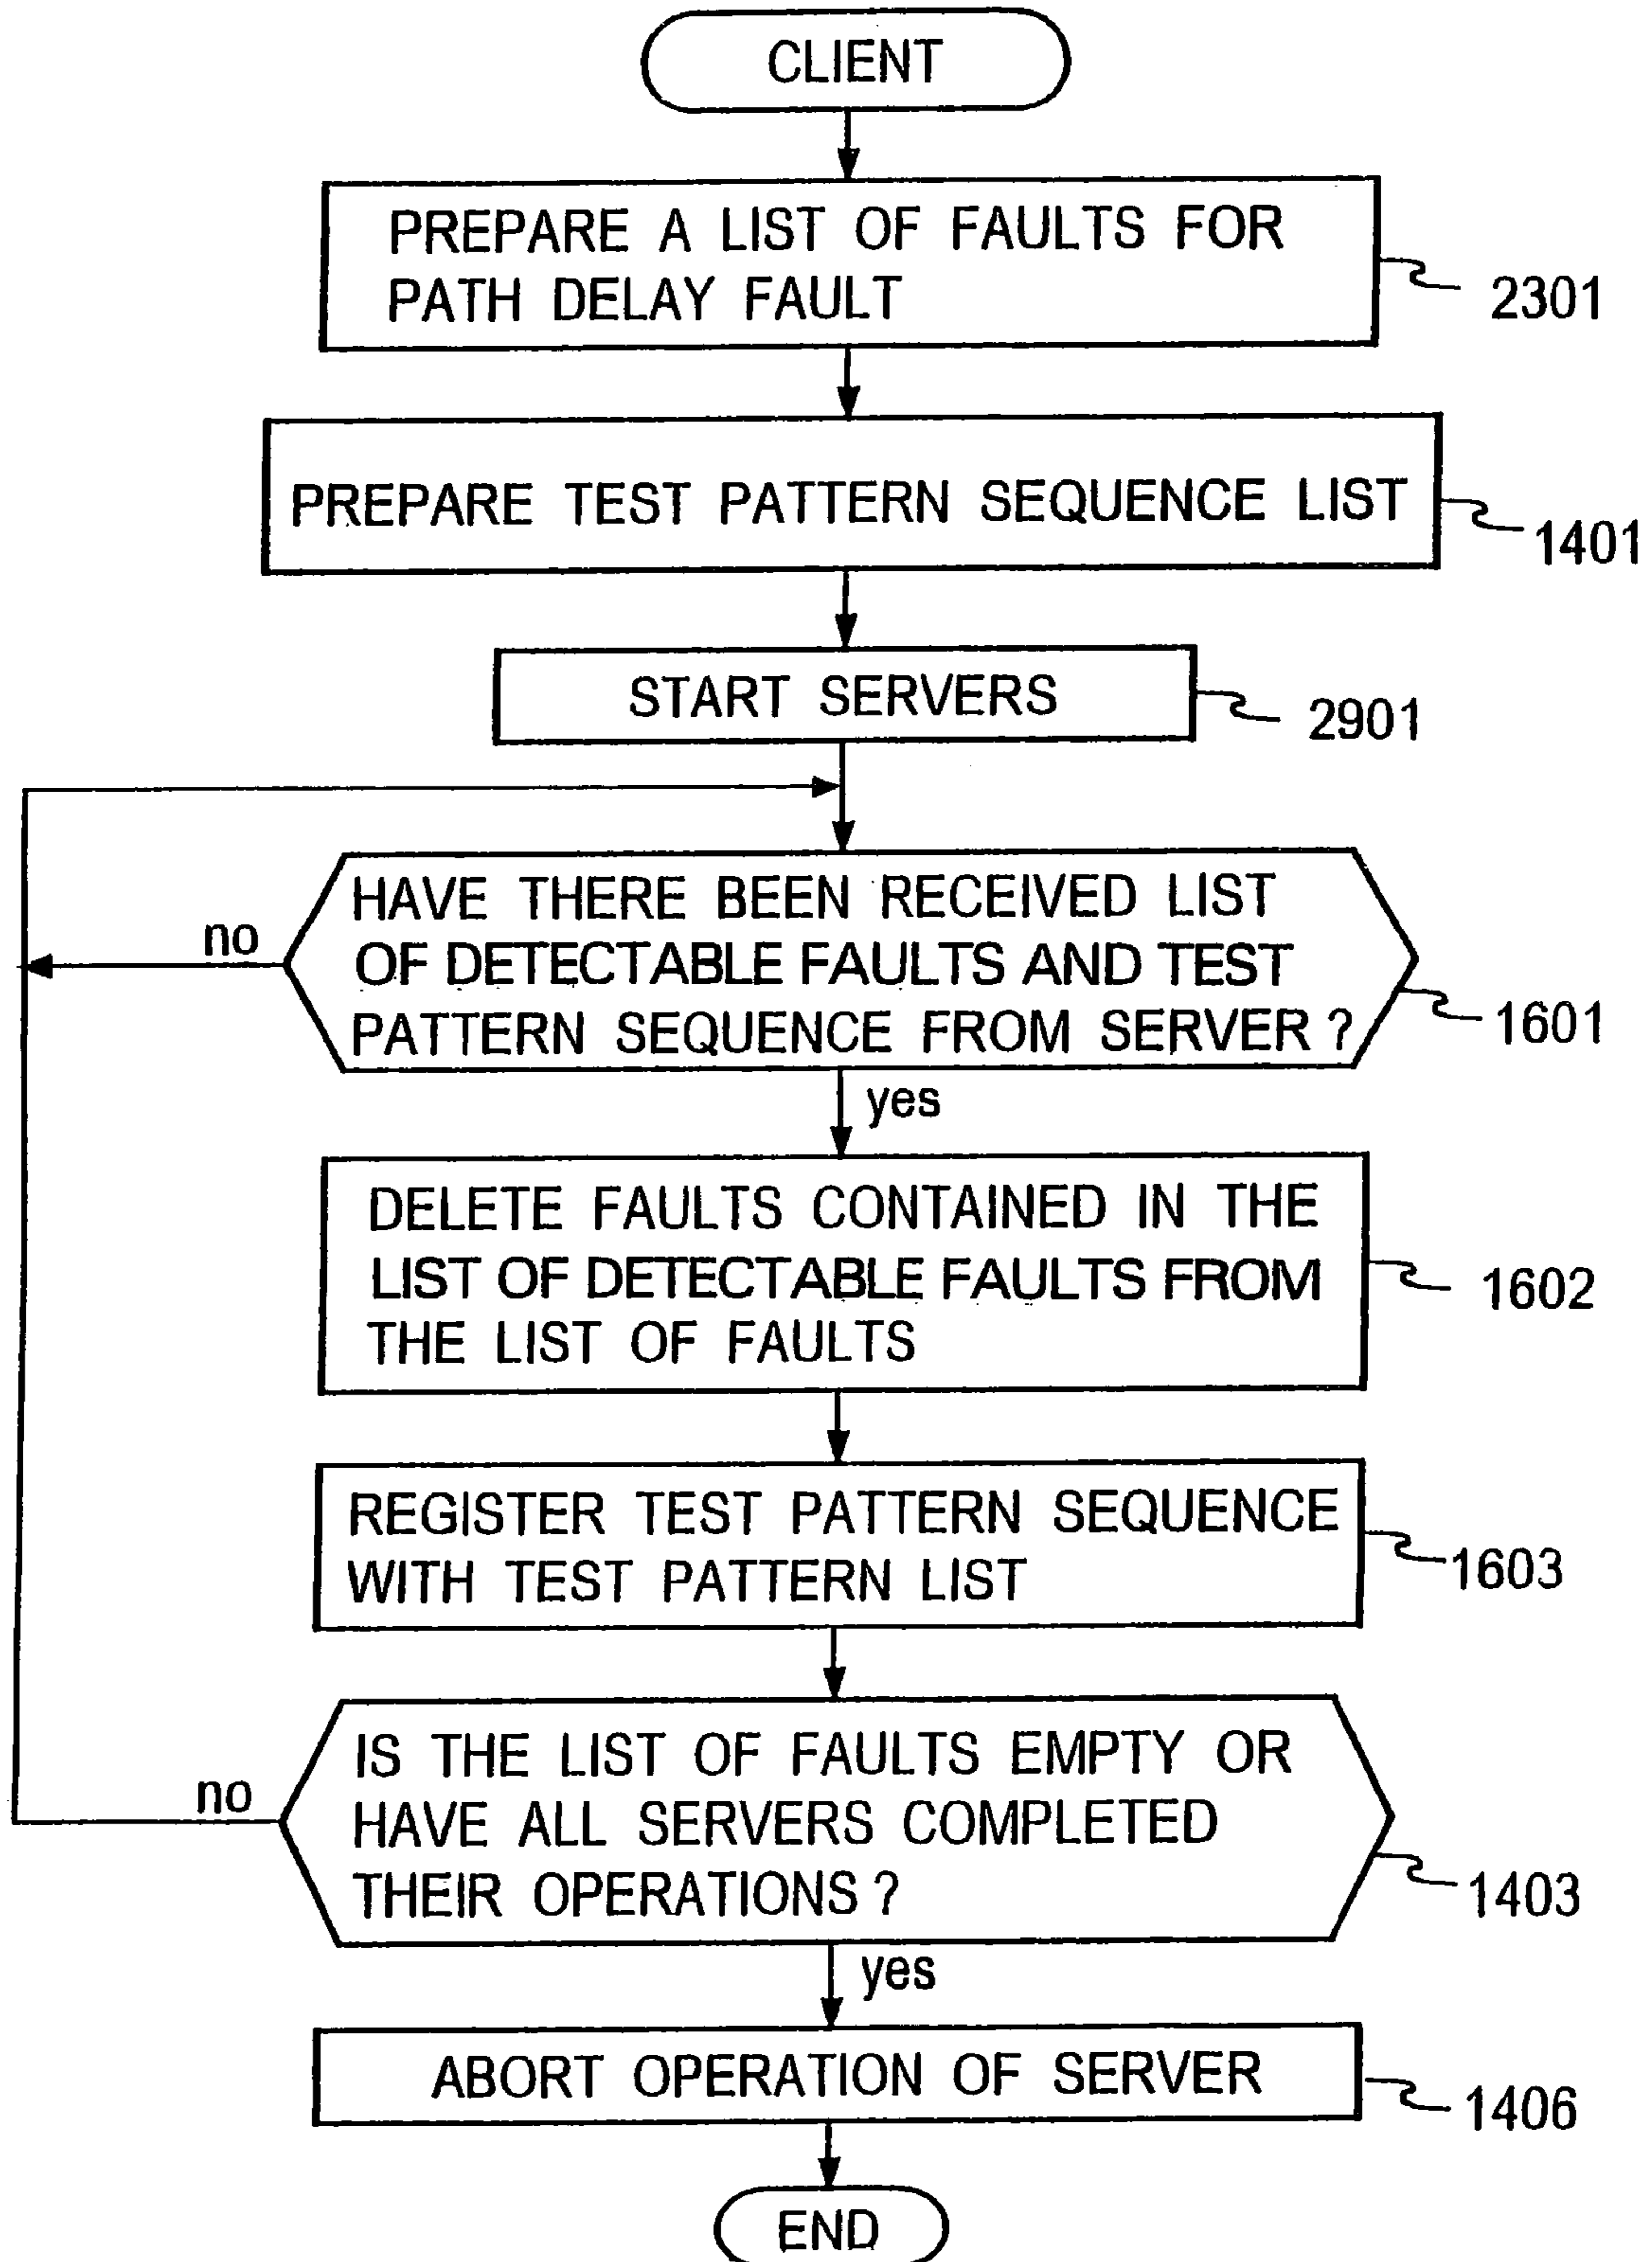 CLIENT
PREPARE A LIST OF FAULTS FOR
PATH DELAY FAULT
2301
PREPARE TEST PATTERN SEQUENCE LIST
1401
START SERVERS
2901
HAVE THERE BEEN RECEIVED LIST
OF DETECTABLE FAULTS AND TEST
PATTERN SEQUENCE FROM SERVER ?
no
1601
yes
DELETE FAULTS CONTAINED IN THE
LIST OF DETECTABLE FAULTS FROM
THE LIST OF FAULTS
1602
REGISTER TEST PATTERN SEQUENCE
WITH TEST PATTERN LIST
1603
IS THE LIST OF FAULTS EMPTY OR
HAVE ALL SERVERS COMPLETED
THEIR OPERATIONS ?
no
1403
yes
ABORT OPERATION OF SERVER
1406
END